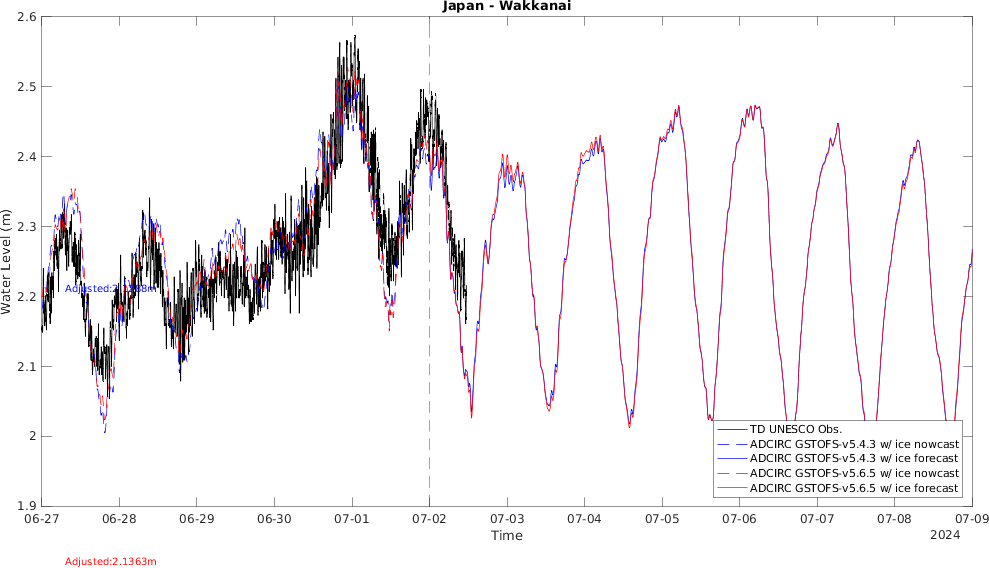 Japan - Wakkanai
2.6
2.5
2.4
2.3
2.2
2.1
2
1.9
Water Level (m)
TD UNESCO Obs.
ADCIRC GSTOFS-v5.4.3 w/ ice nowcast
ADCIRC GSTOFS-v5.4.3 w/ ice forecast
ADCIRC GSTOFS-v5.6.5 w/ ice nowcast
ADCIRC GSTOFS-v5.6.5 w/ ice forecast
06-27 06-28 06-29 06-30 07-01 07-02 07-03 07-04 07-05 07-06 07-07 07-08 07-09
Time
2024
Adjusted:2.1363m